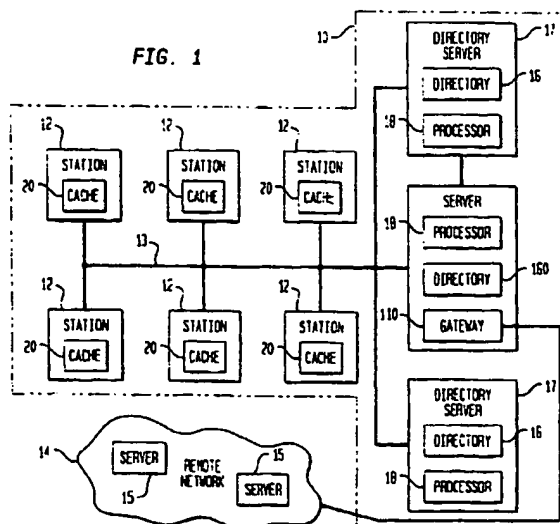 FIG. 1
10
DIRECTORY SERVER
17
DIRECTORY
16
18
PROCESSOR
12
STATION
20
CACHE
12
STATION
20
CACHE
12
STATION
20
CACHE
13
SERVER
18
PROCESSOR
DIRECTORY
160
110
GATEWAY
12
STATION
20
CACHE
12
STATION
20
CACHE
12
STATION
20
CACHE
DIRECTORY SERVER
17
DIRECTORY
16
18
PROCESSOR
14
SERVER
15
REMOTE NETWORK
15
SERVER